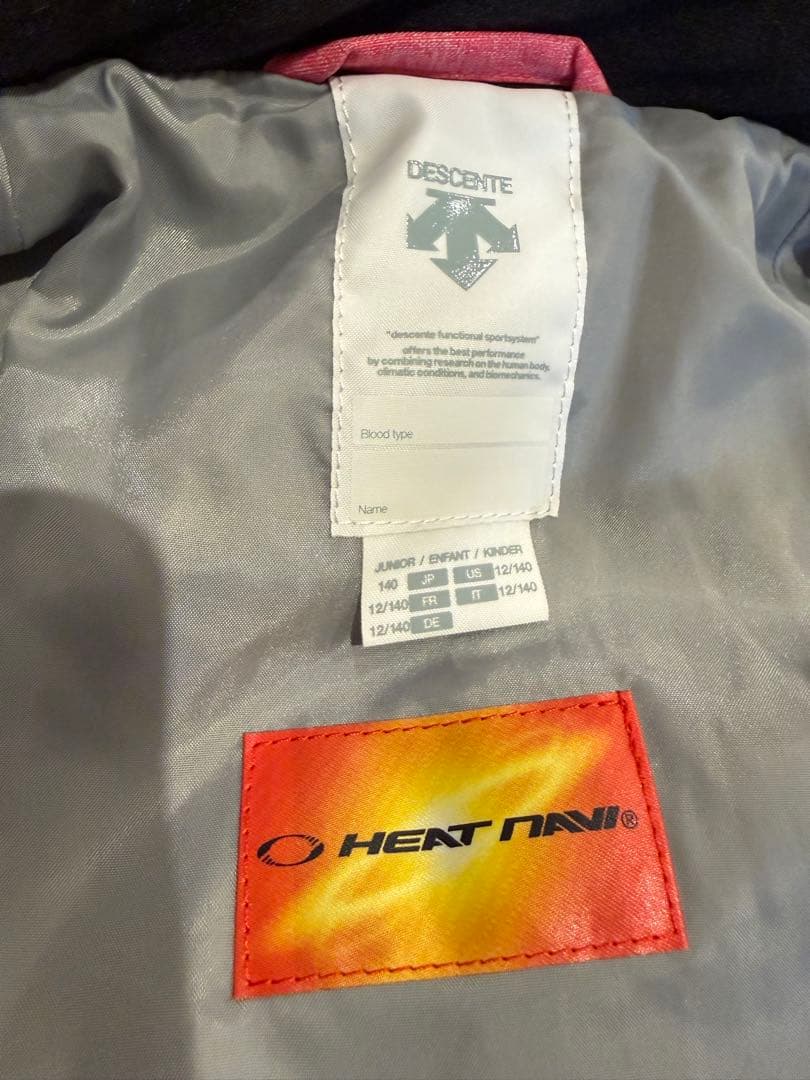 DESCENTE
"descente functional sportsystem"
offers the best performance
by combining research on the human body,
climatic conditions, and biomechanics.
Blood type
Name
JUNIOR / ENFANT / KINDER
140 JP US 12/140
12/140 FR IT 12/140
12/140 DE
HEAT NAVI®